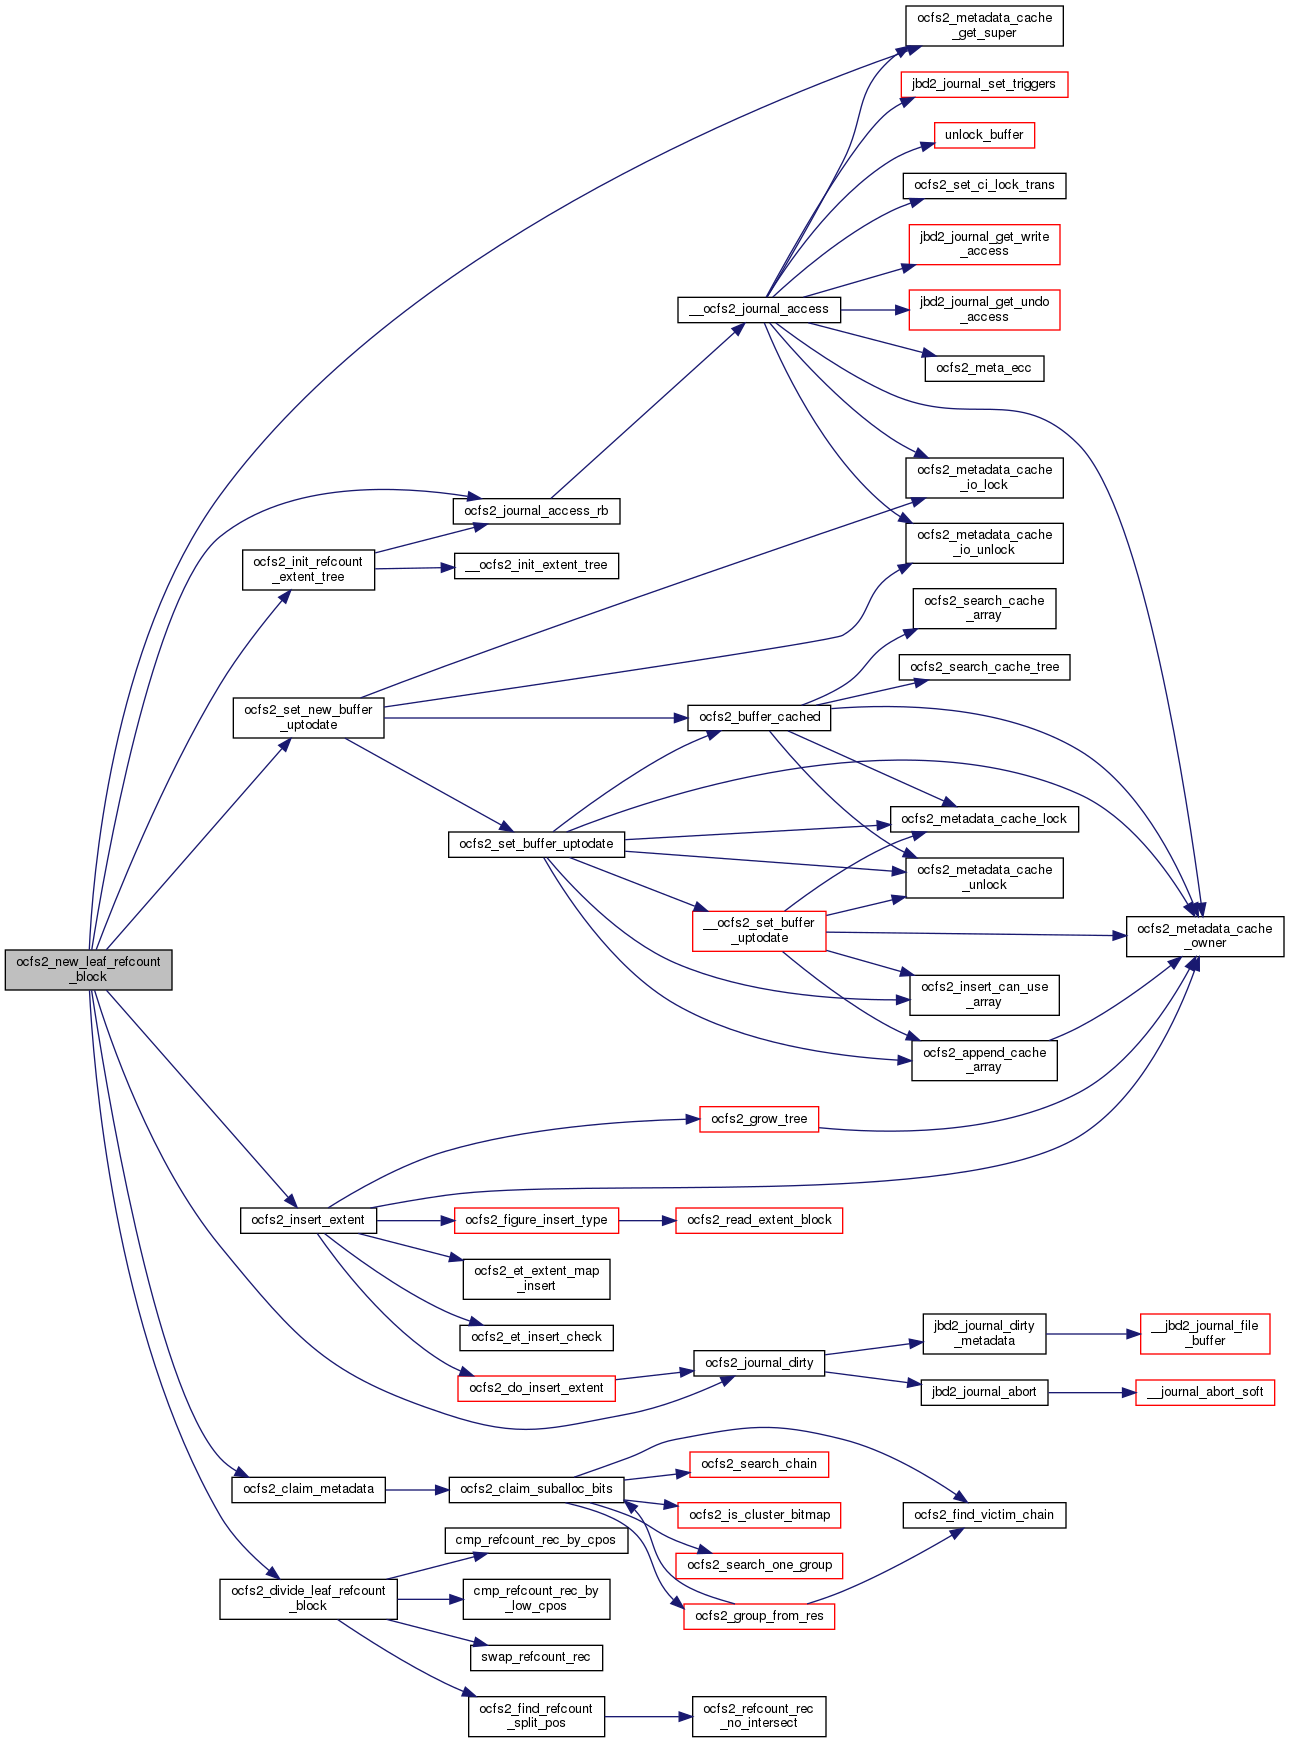 ocfs2_metadata_cache
_get_super
jbd2_journal_set_triggers
unlock_buffer
ocfs2_set_ci_lock_trans
jbd2_journal_get_write
_access
__ocfs2_journal_access
jbd2_journal_get_undo
_access
ocfs2_meta_ecc
ocfs2_metadata_cache
_io_lock
ocfs2_journal_access_rb
ocfs2_metadata_cache
_io_unlock
ocfs2_init_refcount
_extent_tree
__ocfs2_init_extent_tree
ocfs2_search_cache
_array
ocfs2_search_cache_tree
ocfs2_set_new_buffer
_uptodate
ocfs2_buffer_cached
ocfs2_metadata_cache_lock
ocfs2_set_buffer_uptodate
ocfs2_metadata_cache
_unlock
__ocfs2_set_buffer
_uptodate
ocfs2_metadata_cache
_owner
ocfs2_new_leaf_refcount
_block
ocfs2_insert_can_use
_array
ocfs2_append_cache
_array
ocfs2_grow_tree
ocfs2_insert_extent
ocfs2_figure_insert_type
ocfs2_read_extent_block
ocfs2_et_extent_map
_insert
ocfs2_et_insert_check
jbd2_journal_dirty
_metadata
__jbd2_journal_file
_buffer
ocfs2_journal_dirty
ocfs2_do_insert_extent
jbd2_journal_abort
__journal_abort_soft
ocfs2_search_chain
ocfs2_claim_metadata
ocfs2_claim_suballoc_bits
ocfs2_is_cluster_bitmap
ocfs2_find_victim_chain
cmp_refcount_rec_by_cpos
ocfs2_search_one_group
ocfs2_divide_leaf_refcount
_block
cmp_refcount_rec_by
_low_cpos
ocfs2_group_from_res
swap_refcount_rec
ocfs2_find_refcount
_split_pos
ocfs2_refcount_rec
_no_intersect